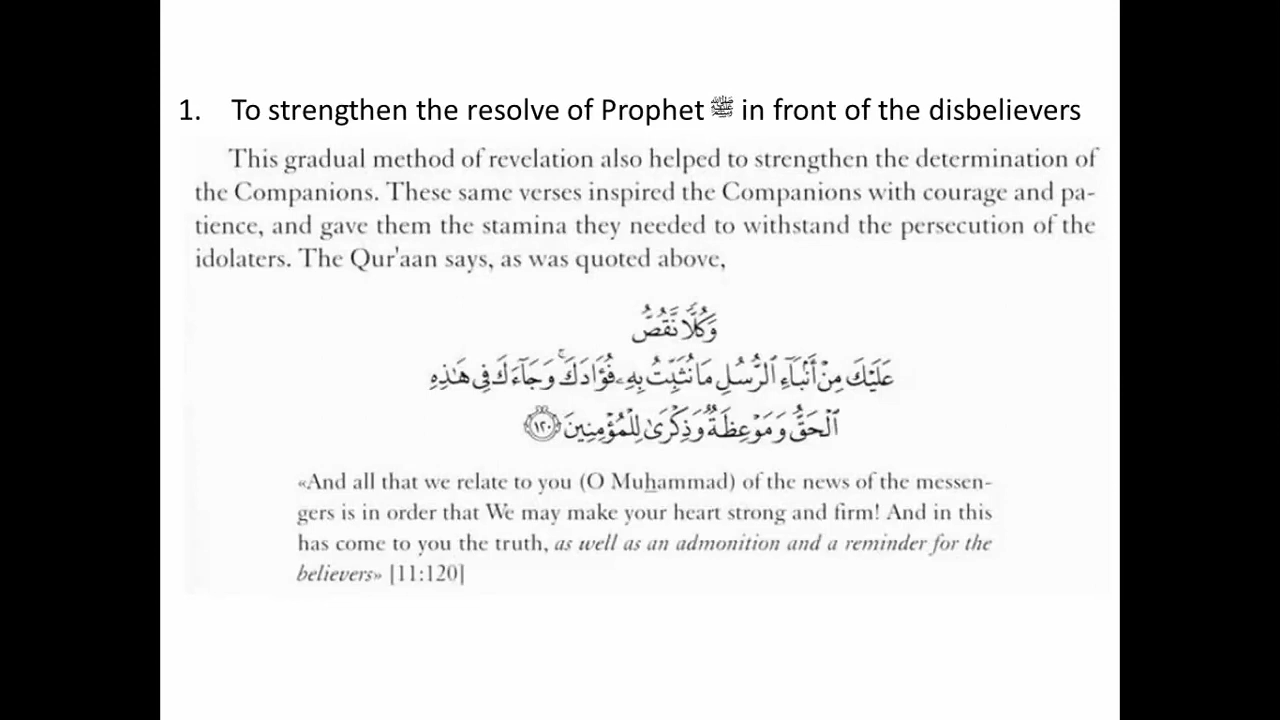 1. To strengthen the resolve of Prophet ﷺ in front of the disbelievers
This gradual method of revelation also helped to strengthen the determination of
the Companions. These same verses inspired the Companions with courage and pa-
tience, and gave them the stamina they needed to withstand the persecution of the
idolaters. The Qur'aan says, as was quoted above,
وَكُلًّا نَّقُصُّ
عَلَيْكَ مِنْ أَنۢبَآءِ ٱلرُّسُلِ مَا نُثَبِّتُ بِهِۦ فُؤَادَكَ ۚ وَجَآءَكَ فِى هَـٰذِهِ
ٱلْحَقُّ وَمَوْعِظَةٌ وَذِكْرَىٰ لِلْمُؤْمِنِينَ ١٢٠
«And all that we relate to you (O Muhammad) of the news of the messen-
gers is in order that We may make your heart strong and firm! And in this
has come to you the truth, as well as an admonition and a reminder for the
believers» [11:120]